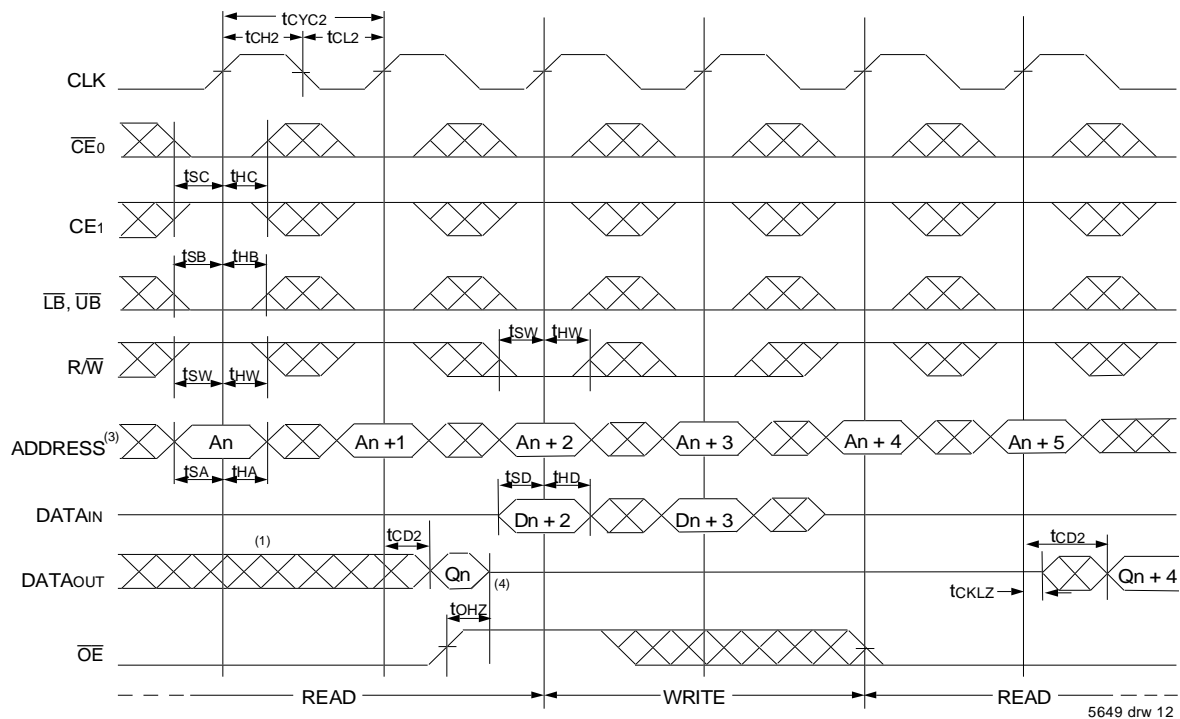 tCYC2
tCH2 tCL2
CLK
CE0
tSC tHC
CE1
tSB tHB
LB, UB
tSW tHW
R/W
tSW tHW
ADDRESS(3) An An +1 An + 2 An + 3 An + 4 An + 5
tSA tHA
tSD tHD
DATAIN Dn + 2 Dn + 3
(1) tCD2 tCD2
DATAOUT Qn (4) Qn + 4
tCKLZ
tOHZ
OE
READ WRITE READ
5649 drw 12